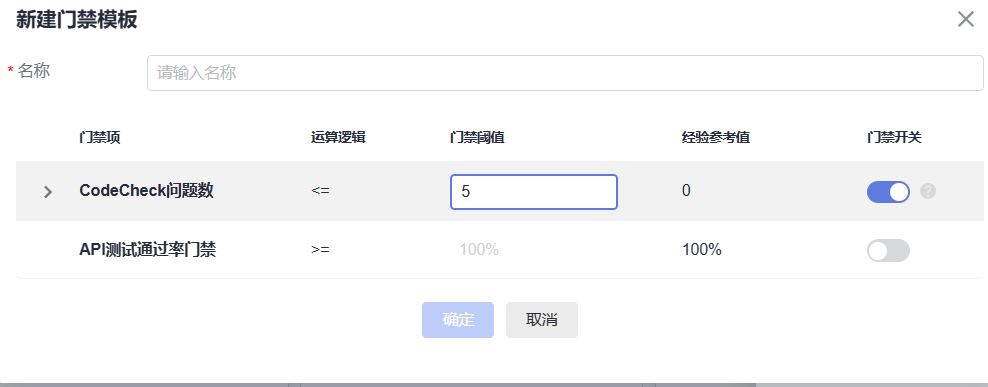 新建门禁模板
* 名称 请输入名称
门禁项 运算逻辑 门禁阈值 经验参考值 门禁开关
CodeCheck问题数 <= 5 0 ?
API测试通过率门禁 >= 100% 100%
确定 取消